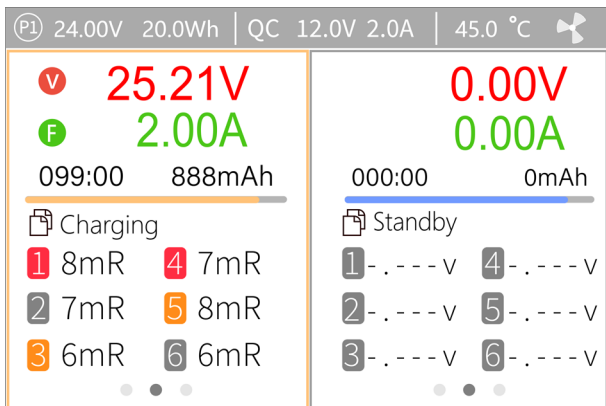 P1 24.00V 20.0Wh QC 12.0V 2.0A 45.0 °C
V 25.21V
F 2.00A
099:00 888mAh
Charging
1 8mR 4 7mR
2 7mR 5 8mR
3 6mR 6 6mR
0.00V
0.00A
000:00 0mAh
Standby
1 -.---V 4 -.---V
2 -.---V 5 -.---V
3 -.---V 6 -.---V